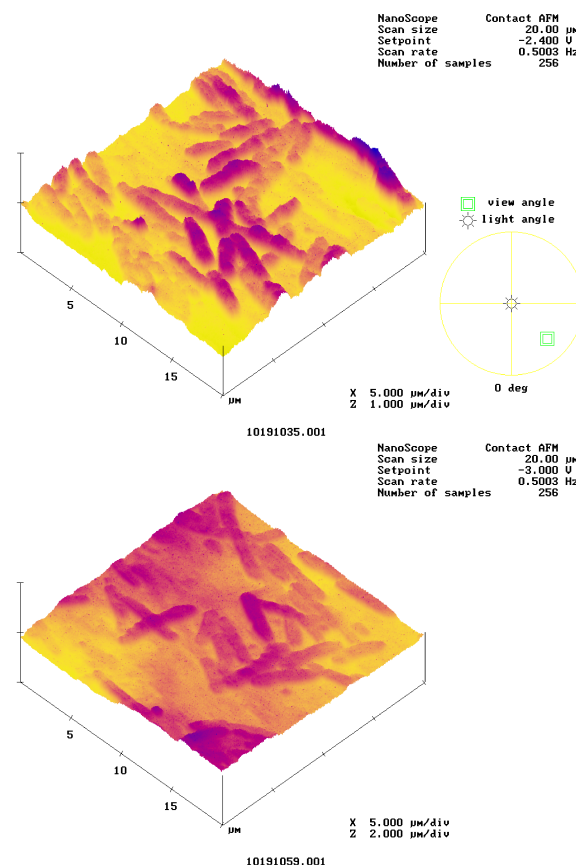 NanoScope Contact AFM
Scan size 20.00 µm
Setpoint -2.400 V
Scan rate 0.5003 Hz
Number of samples 256
view angle
light angle
0 deg
5
10
15
µm
X 5.000 µm/div
Z 1.000 µm/div
10191035.001
NanoScope Contact AFM
Scan size 20.00 µm
Setpoint -3.000 V
Scan rate 0.5003 Hz
Number of samples 256
5
10
15
µm
X 5.000 µm/div
Z 2.000 µm/div
10191059.001